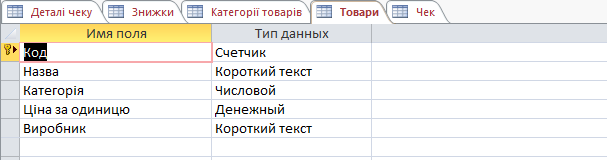 Деталі чеку Знижки Категорії товарів Товари Чек
Имя поля Тип данных
Код Счетчик
Назва Короткий текст
Категорія Числовой
Ціна за одиницю Денежный
Виробник Короткий текст